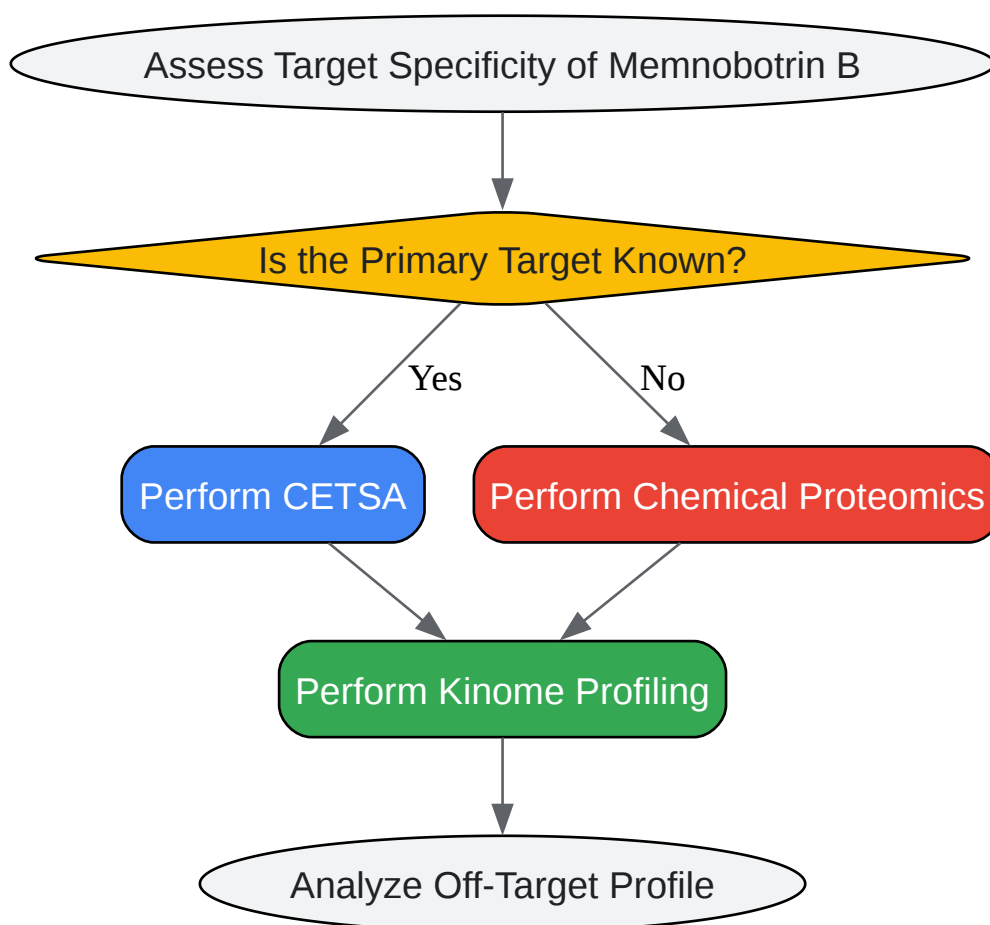 Assess Target Specificity of Memnobotrin B
Is the Primary Target Known?
Yes
No
Perform CETSA
Perform Chemical Proteomics
Perform Kinome Profiling
Analyze Off-Target Profile